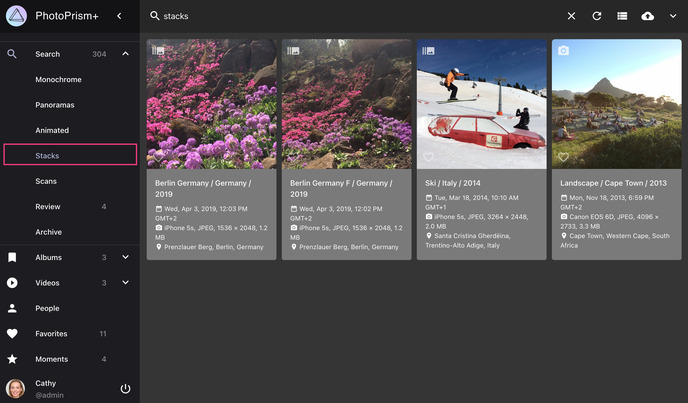 PhotoPrism+
stacks
Search 304
Monochrome
Panoramas
Animated
Stacks
Scans
Review 4
Archive
Albums 3
Videos 3
People
Favorites 11
Moments 4
Cathy
@admin
Berlin Germany / Germany /
2019
Wed, Apr 3, 2019, 12:03 PM
GMT+2
iPhone 5s, JPEG, 1536 × 2048, 1.2
MB
Prenzlauer Berg, Berlin, Germany
Berlin Germany F / Germany /
2019
Wed, Apr 3, 2019, 12:02 PM
GMT+2
iPhone 5s, JPEG, 1536 × 2048, 1.2
MB
Prenzlauer Berg, Berlin, Germany
Ski / Italy / 2014
Tue, Mar 18, 2014, 10:10 AM
GMT+1
iPhone 5s, JPEG, 3264 × 2448,
2.0 MB
Santa Cristina Gherdëina,
Trentino-Alto Adige, Italy
Landscape / Cape Town / 2013
Mon, Nov 18, 2013, 6:59 PM
GMT+2
Canon EOS 6D, JPEG, 4096 ×
2733, 3.3 MB
Cape Town, Western Cape, South
Africa